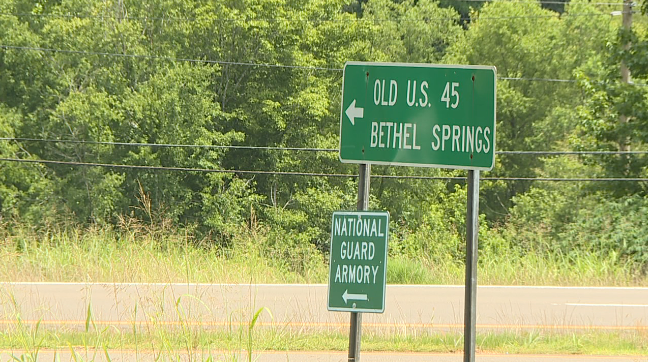 OLD U.S. 45
BETHEL SPRINGS
NATIONAL
GUARD
ARMORY